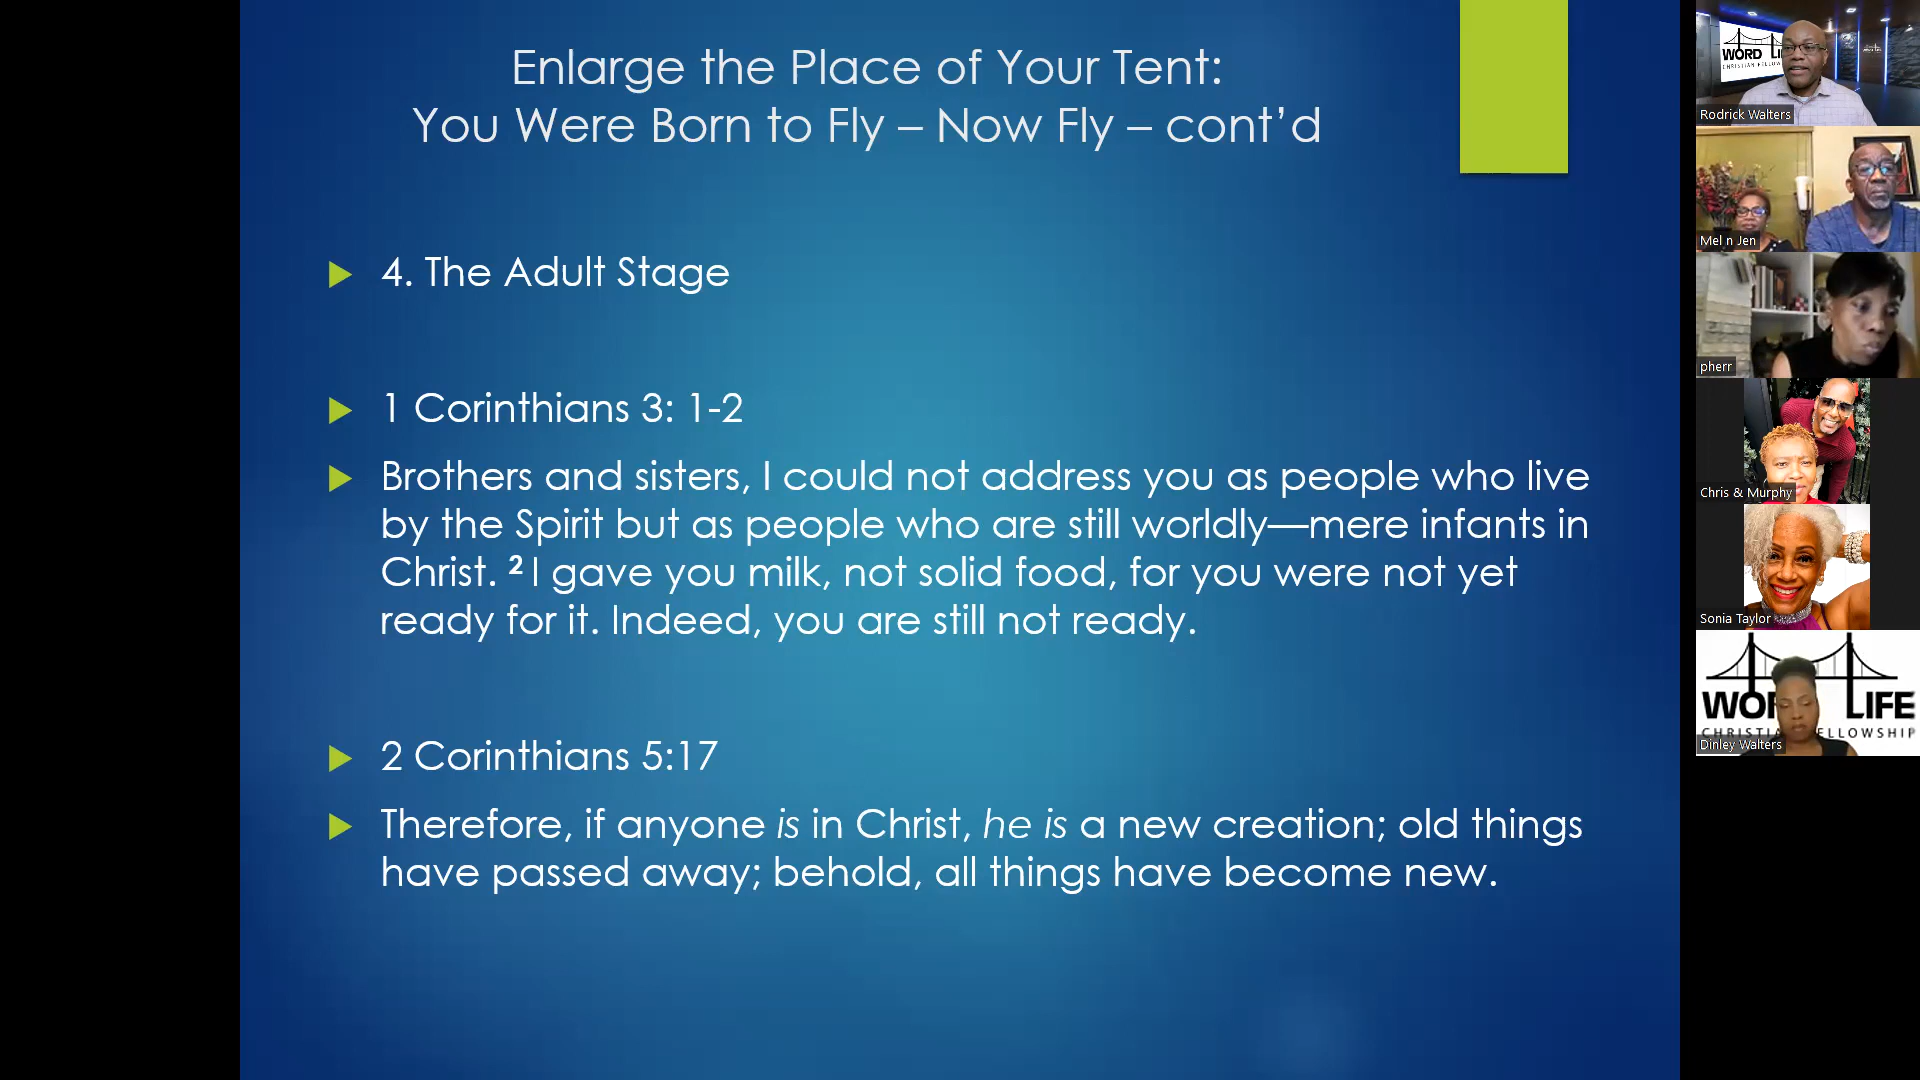 Enlarge the Place of Your Tent:
You Were Born to Fly – Now Fly – cont’d
4. The Adult Stage
1 Corinthians 3: 1-2
Brothers and sisters, I could not address you as people who live
by the Spirit but as people who are still worldly—mere infants in
Christ. ² I gave you milk, not solid food, for you were not yet
ready for it. Indeed, you are still not ready.
2 Corinthians 5:17
Therefore, if anyone is in Christ, he is a new creation; old things
have passed away; behold, all things have become new.
WORD LI
Rodrick Walters
Mel n Jen
pherr
Chris & Murphy
Sonia Taylor
WOR LIFE
CHRISTIA ELLOWSHIP
Dinley Walters